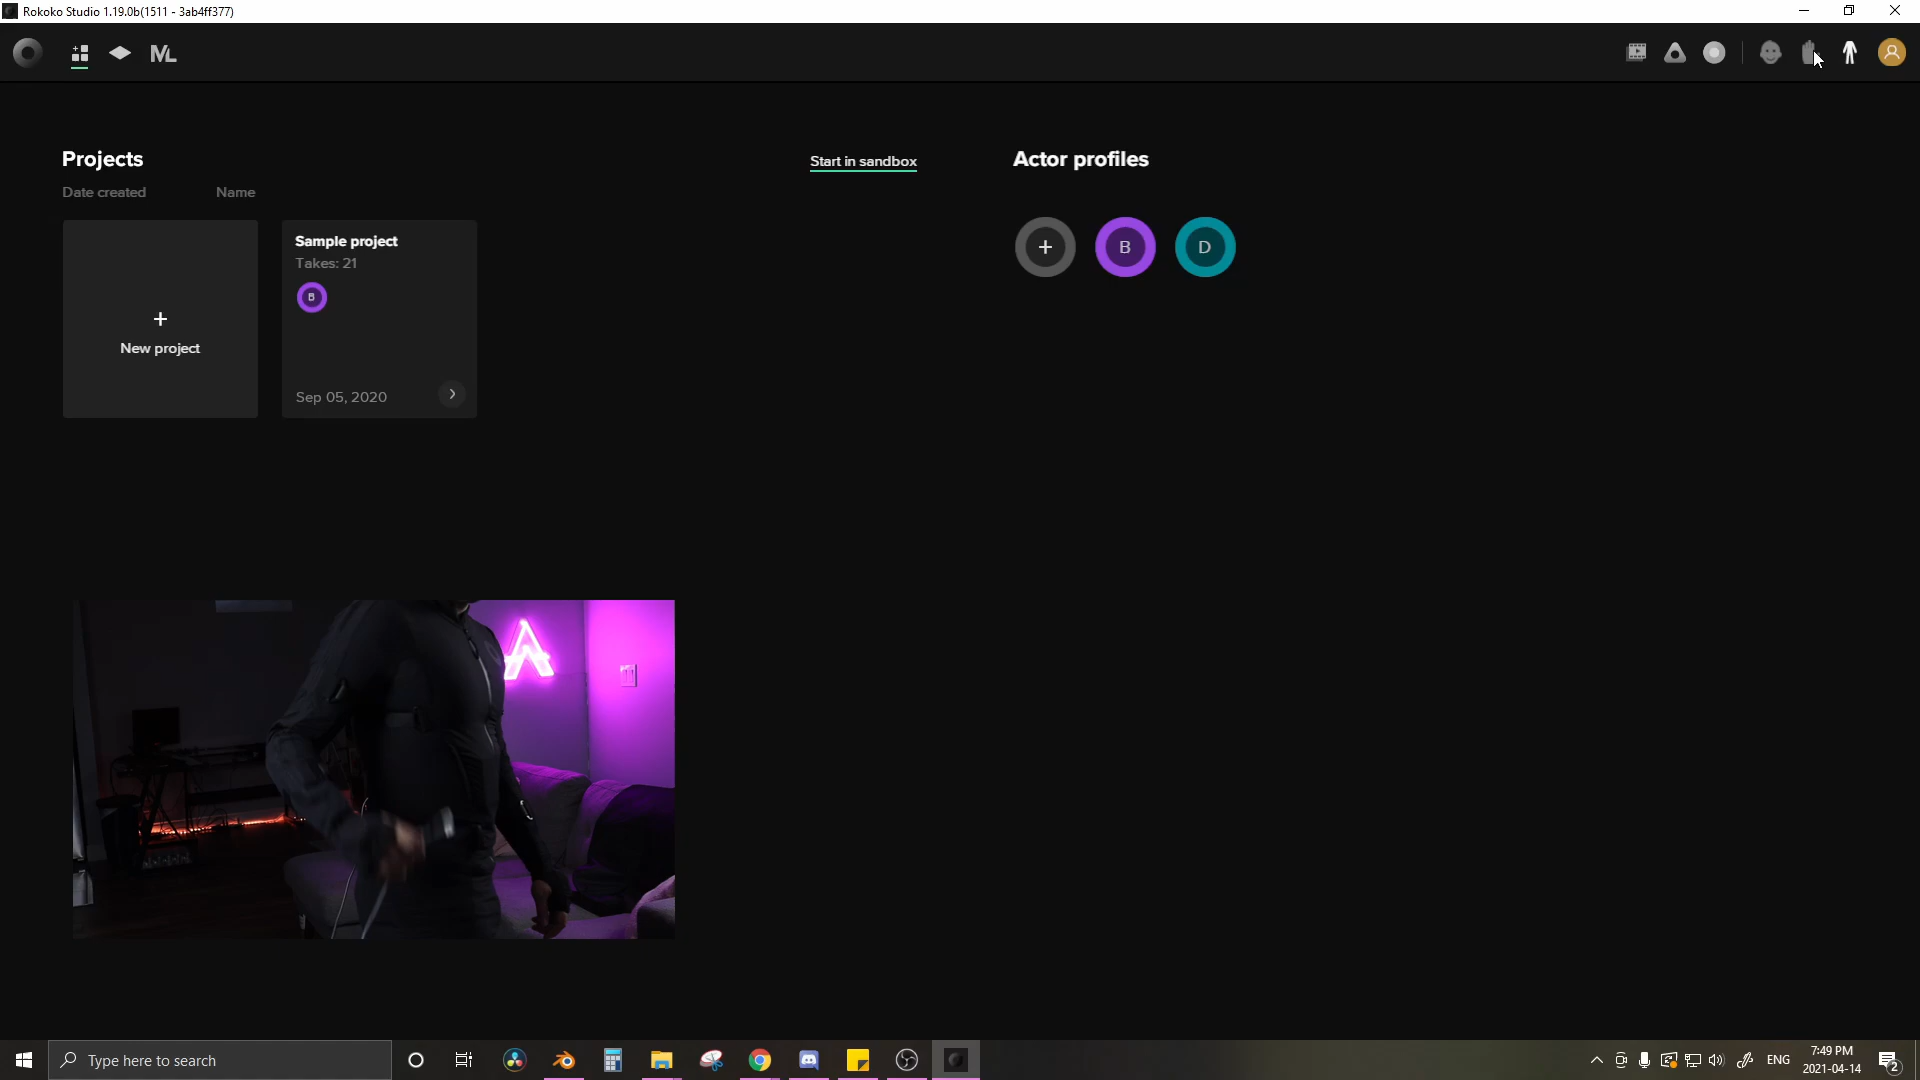 Rokoko Studio 1.19.0b(1511 - 3ab4ff377)
ML
Projects
Start in sandbox
Actor profiles
Date created Name
+
New project
Sample project
Takes: 21
B
Sep 05, 2020
+ B D
A
Type here to search
ENG
7:49 PM
2021-04-14
2